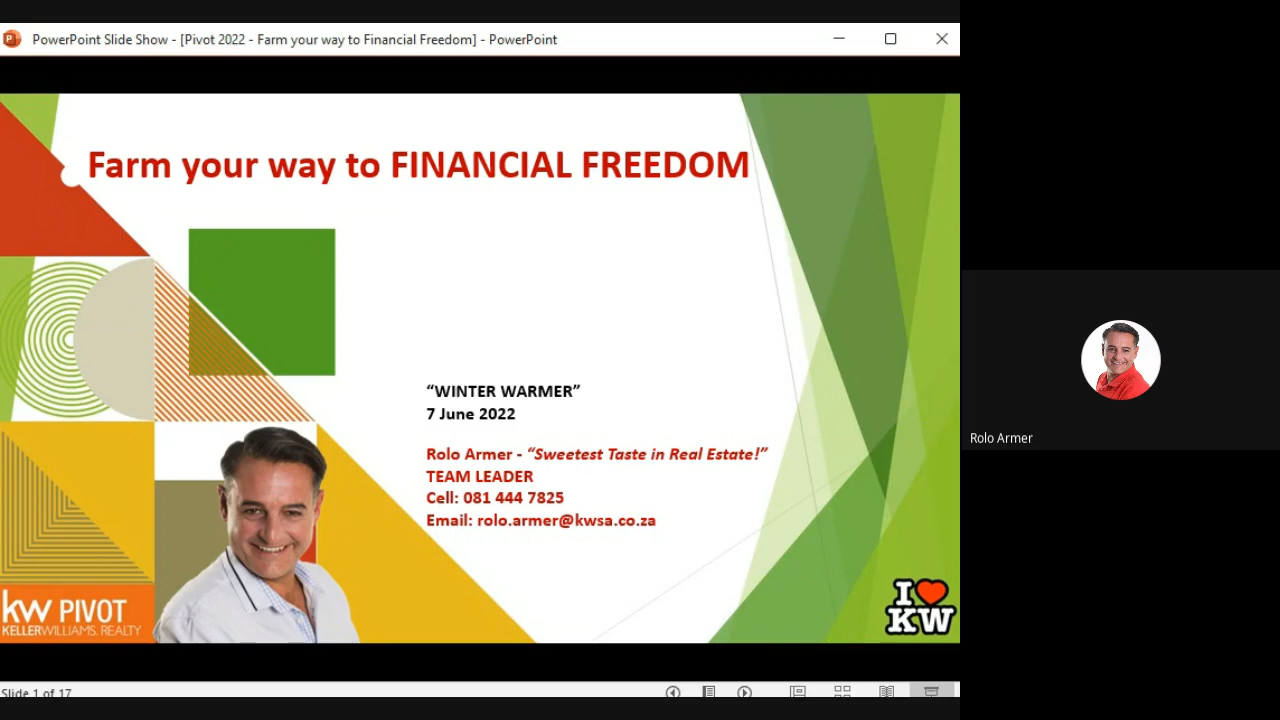 PowerPoint Slide Show - [Pivot 2022 - Farm your way to Financial Freedom] - PowerPoint
Farm your way to FINANCIAL FREEDOM
“WINTER WARMER”
7 June 2022
Rolo Armer - “Sweetest Taste in Real Estate!”
TEAM LEADER
Cell: 081 444 7825
Email: rolo.armer@kwsa.co.za
kw PIVOT
KELLERWILLIAMS. REALTY
I
KW
Slide 1 of 17
Rolo Armer